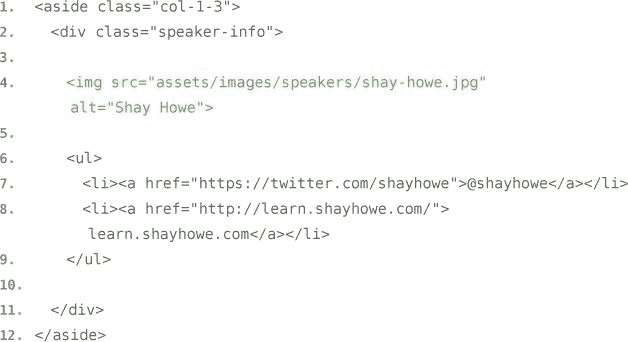 1. <aside class="col-1-3">
2.   <div class="speaker-info">
3.
4.     <img src="assets/images/speakers/shay-howe.jpg"
       alt="Shay Howe">
5.
6.     <ul>
7.       <li><a href="https://twitter.com/shayhowe">@shayhowe</a></li>
8.       <li><a href="http://learn.shayhowe.com/">
         learn.shayhowe.com</a></li>
9.     </ul>
10.
11.   </div>
12. </aside>